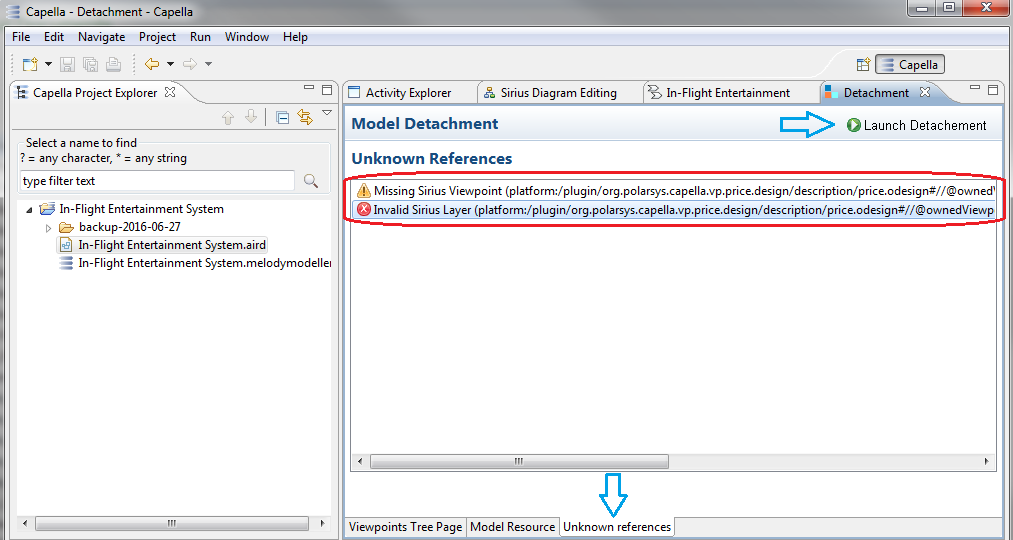 Capella - Detachment - Capella
File Edit Navigate Project Run Window Help
Capella
Capella Project Explorer
Select a name to find
? = any character, * = any string
type filter text
In-Flight Entertainment System
backup-2016-06-27
In-Flight Entertainment System.aird
In-Flight Entertainment System.melodymodeller
Activity Explorer Sirius Diagram Editing In-Flight Entertainment Detachment
Model Detachment
Launch Detachement
Unknown References
Missing Sirius Viewpoint (platform:/plugin/org.polarsys.capella.vp.price.design/description/price.odesign#//@ownedV
Invalid Sirius Layer (platform:/plugin/org.polarsys.capella.vp.price.design/description/price.odesign#//@ownedViewp
Viewpoints Tree Page Model Resource Unknown references